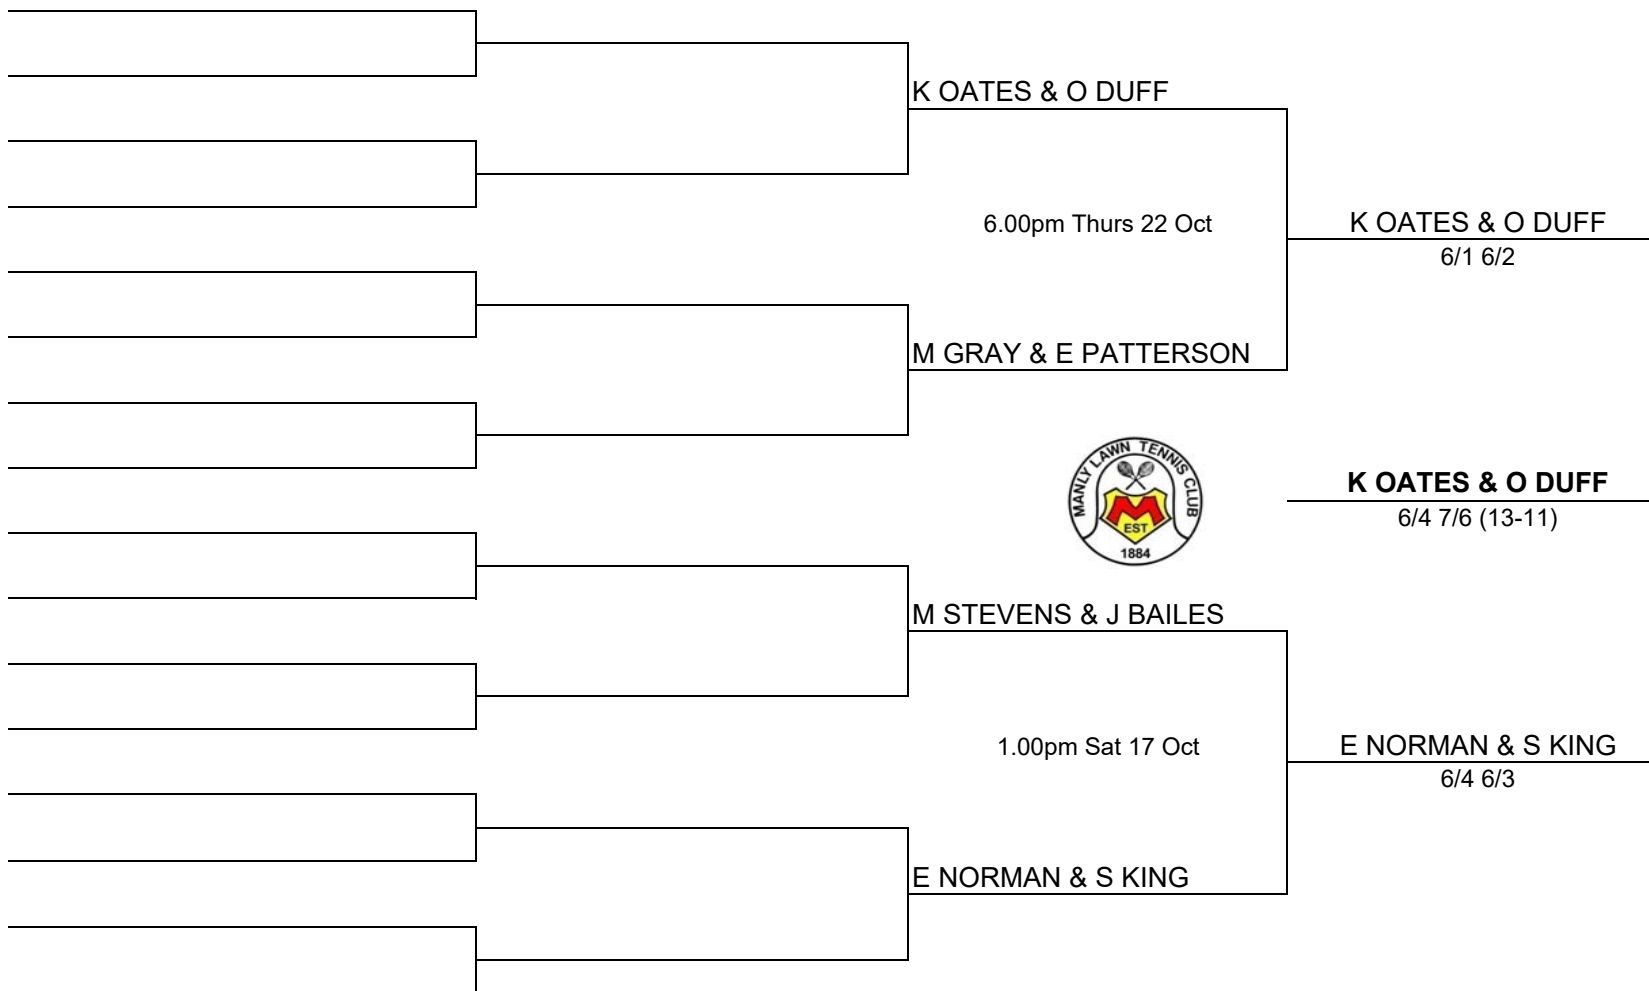 K OATES & O DUFF
6.00pm Thurs 22 Oct
K OATES & O DUFF
6/1 6/2
M GRAY & E PATTERSON
MANLY LAWN TENNIS CLUB
EST
1884
K OATES & O DUFF
6/4 7/6 (13-11)
M STEVENS & J BAILES
1.00pm Sat 17 Oct
E NORMAN & S KING
6/4 6/3
E NORMAN & S KING